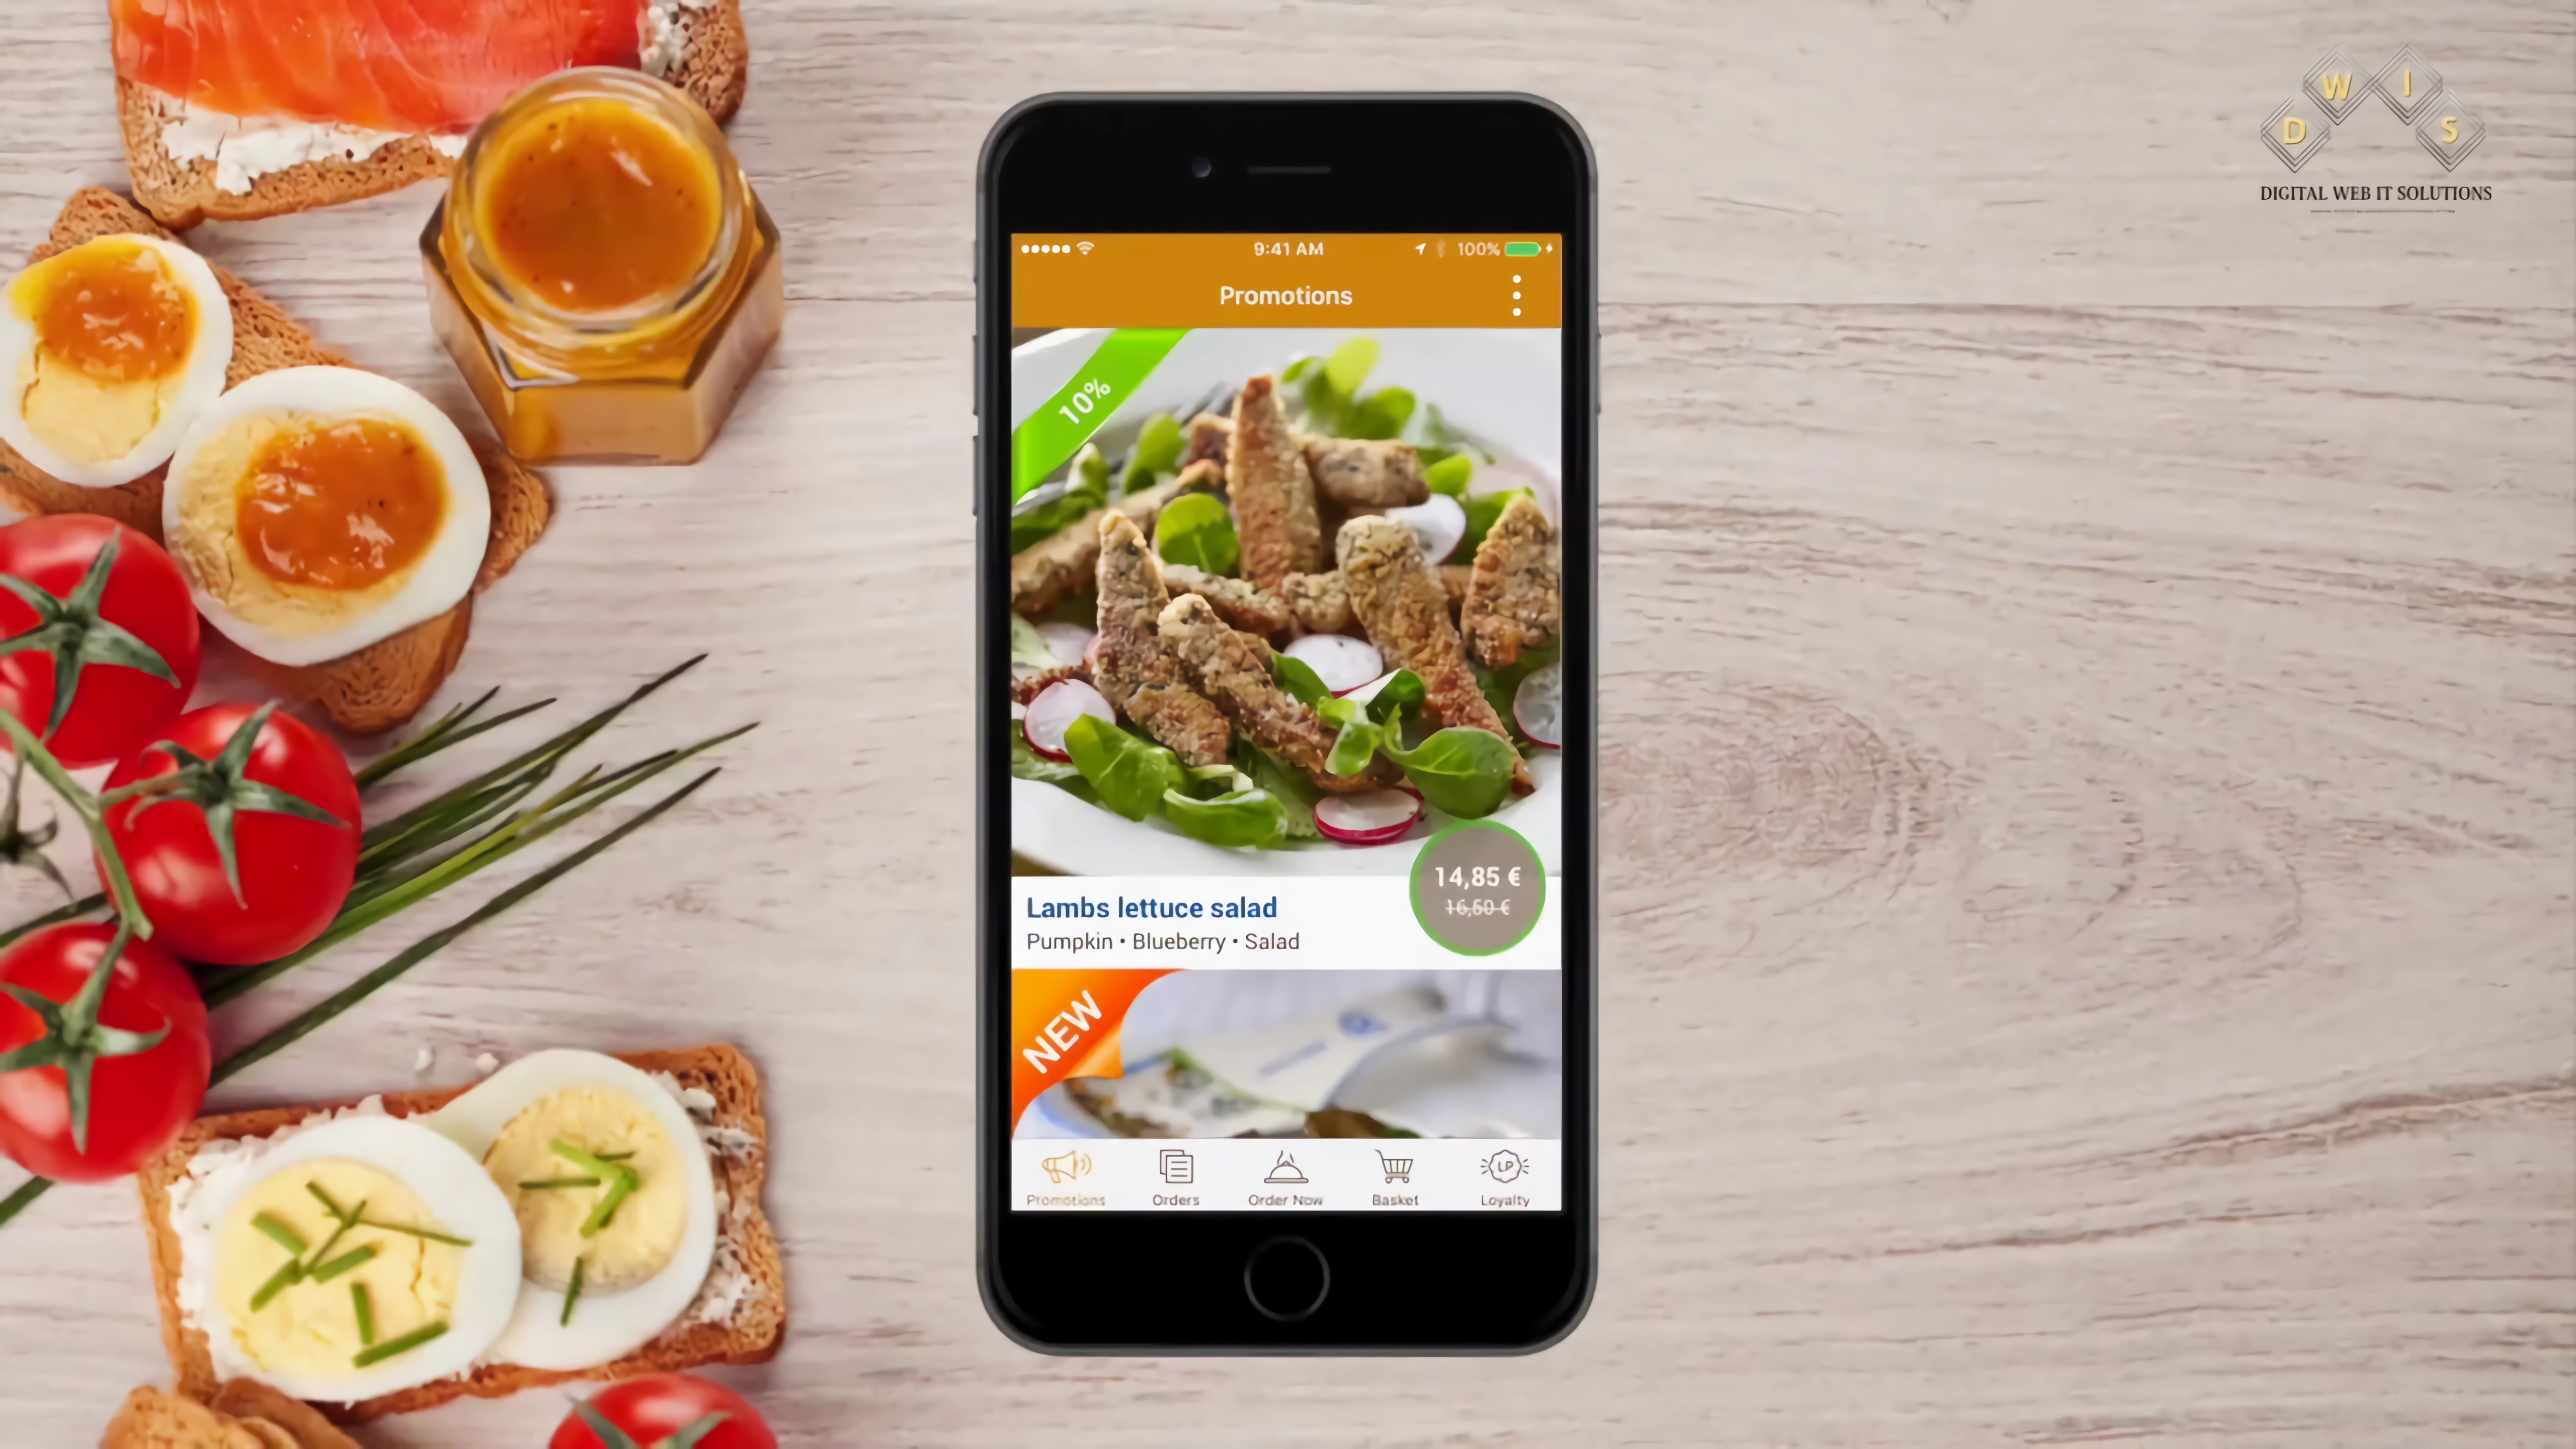 W I
D S
DIGITAL WEB IT SOLUTIONS
9:41 AM 100%
Promotions
10%
14,85 €
16,50 €
Lambs lettuce salad
Pumpkin • Blueberry • Salad
NEW
LP
Promotions Orders Order Now Basket Loyalty